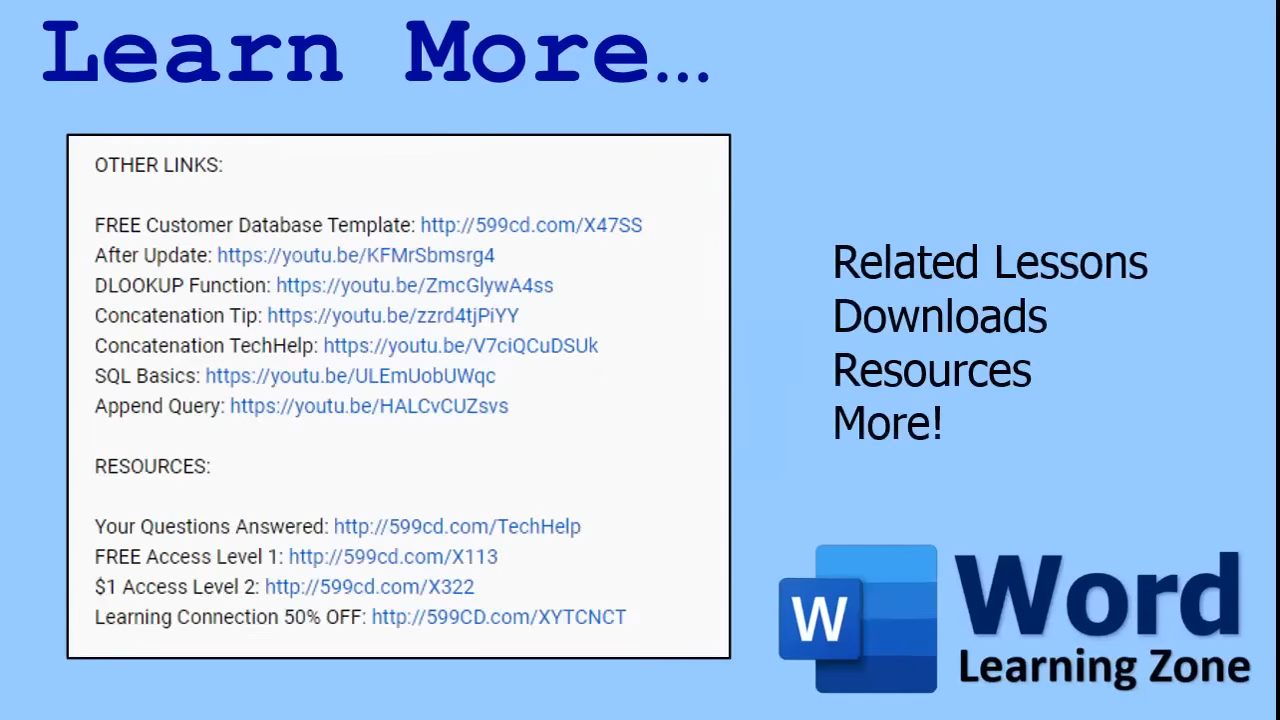 Learn More...
OTHER LINKS:
FREE Customer Database Template: http://599cd.com/X47SS
After Update: https://youtu.be/KFMrSbmsrg4
DLOOKUP Function: https://youtu.be/ZmcGlywA4ss
Concatenation Tip: https://youtu.be/zzrd4tjPiYY
Concatenation TechHelp: https://youtu.be/V7ciQCuDSUk
SQL Basics: https://youtu.be/ULEmUobUWqc
Append Query: https://youtu.be/HALCvCUZsvs
RESOURCES:
Your Questions Answered: http://599cd.com/TechHelp
FREE Access Level 1: http://599cd.com/X113
$1 Access Level 2: http://599cd.com/X322
Learning Connection 50% OFF: http://599CD.com/XYTCNCT
Related Lessons
Downloads
Resources
More!
W
Word
Learning Zone